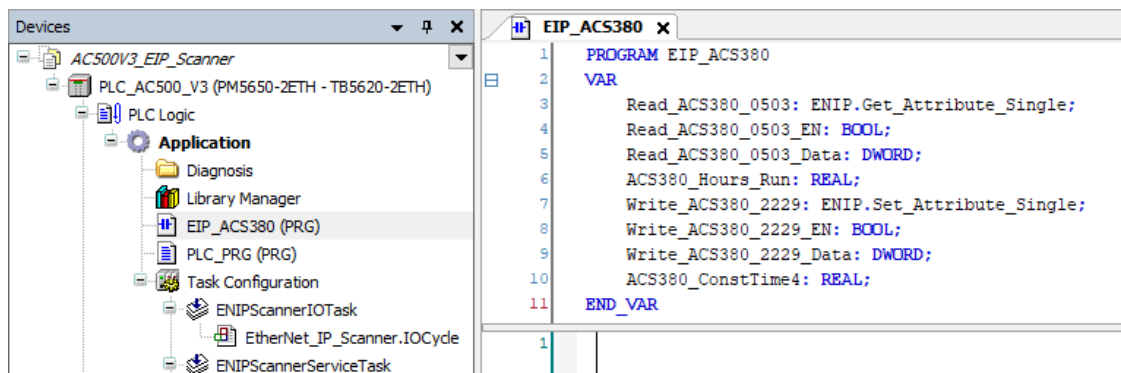 Devices
AC500V3_EIP_Scanner
PLC_AC500_V3 (PM5650-2ETH - TB5620-2ETH)
PLC Logic
Application
Diagnosis
Library Manager
EIP_ACS380 (PRG)
PLC_PRG (PRG)
Task Configuration
ENIPScannerIOTask
EtherNet_IP_Scanner.IOCycle
ENIPScannerServiceTask
EIP_ACS380
1 PROGRAM EIP_ACS380
2 VAR
3 Read_ACS380_0503: ENIP.Get_Attribute_Single;
4 Read_ACS380_0503_EN: BOOL;
5 Read_ACS380_0503_Data: DWORD;
6 ACS380_Hours_Run: REAL;
7 Write_ACS380_2229: ENIP.Set_Attribute_Single;
8 Write_ACS380_2229_EN: BOOL;
9 Write_ACS380_2229_Data: DWORD;
10 ACS380_ConstTime4: REAL;
11 END_VAR
1